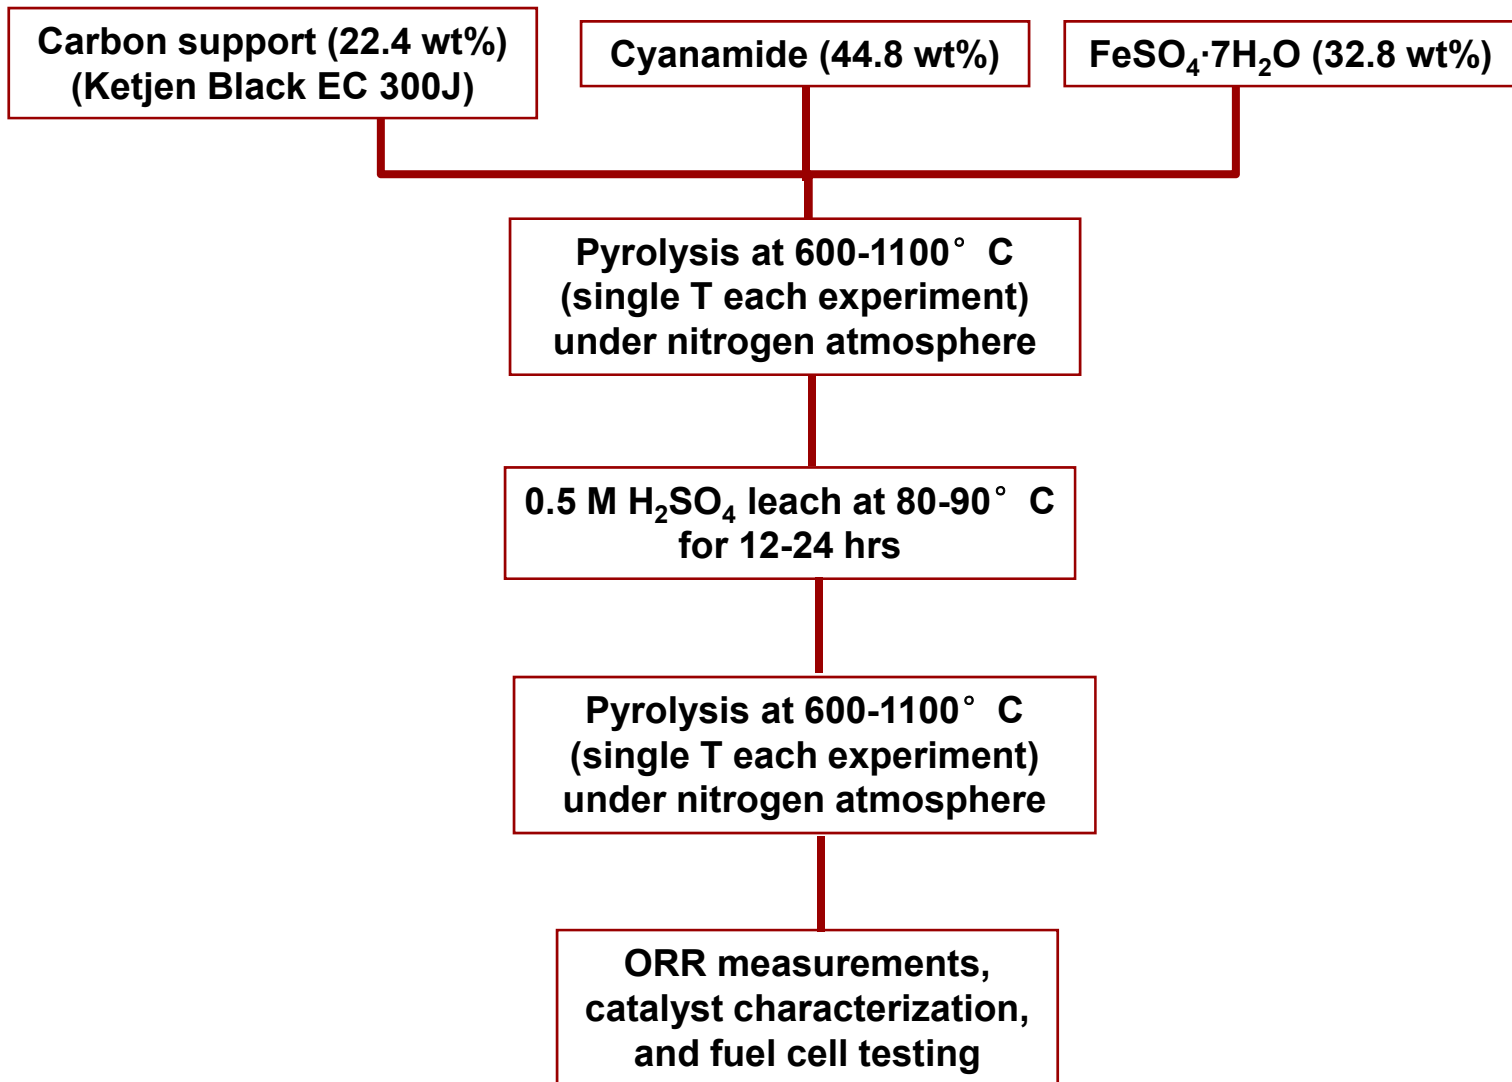 Carbon support (22.4 wt%)
(Ketjen Black EC 300J)
Cyanamide (44.8 wt%)
FeSO₄·7H₂O (32.8 wt%)
Pyrolysis at 600-1100° C
(single T each experiment)
under nitrogen atmosphere
0.5 M H₂SO₄ leach at 80-90° C
for 12-24 hrs
Pyrolysis at 600-1100° C
(single T each experiment)
under nitrogen atmosphere
ORR measurements,
catalyst characterization,
and fuel cell testing